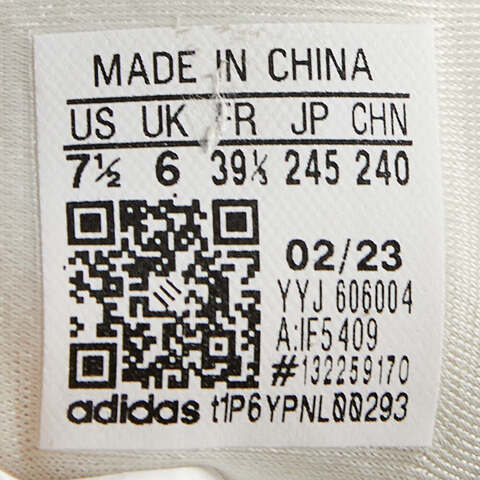 MADE IN CHINA
US UK FR JP CHN
7½ 6 39⅓ 245 240
02/23
YYJ 606004
A:IF5409
#132259170
adidas t1P6YPNL00293